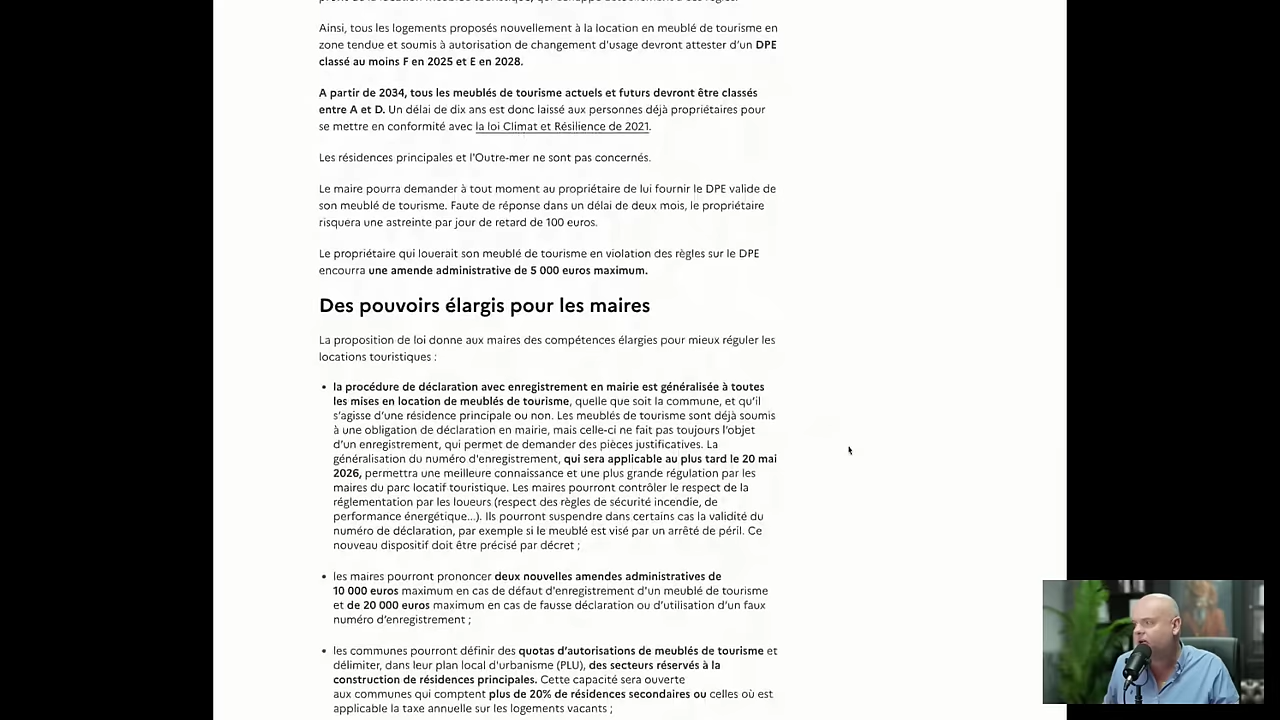 Ainsi, tous les logements proposés nouvellement à la location en meublé de tourisme en
zone tendue et soumis à autorisation de changement d'usage devront attester d'un DPE
classé au moins F en 2025 et E en 2028.
A partir de 2034, tous les meublés de tourisme actuels et futurs devront être classés
entre A et D. Un délai de dix ans est donc laissé aux personnes déjà propriétaires pour
se mettre en conformité avec la loi Climat et Résilience de 2021.
Les résidences principales et l'Outre-mer ne sont pas concernés.
Le maire pourra demander à tout moment au propriétaire de lui fournir le DPE valide de
son meublé de tourisme. Faute de réponse dans un délai de deux mois, le propriétaire
risquera une astreinte par jour de retard de 100 euros.
Le propriétaire qui louerait son meublé de tourisme en violation des règles sur le DPE
encourra une amende administrative de 5 000 euros maximum.
Des pouvoirs élargis pour les maires
La proposition de loi donne aux maires des compétences élargies pour mieux réguler les
locations touristiques :
• la procédure de déclaration avec enregistrement en mairie est généralisée à toutes
les mises en location de meublés de tourisme, quelle que soit la commune, et qu'il
s'agisse d'une résidence principale ou non. Les meublés de tourisme sont déjà soumis
à une obligation de déclaration en mairie, mais celle-ci ne fait pas toujours l'objet
d'un enregistrement, qui permet de demander des pièces justificatives. La
généralisation du numéro d'enregistrement, qui sera applicable au plus tard le 20 mai
2026, permettra une meilleure connaissance et une plus grande régulation par les
maires du parc locatif touristique. Les maires pourront contrôler le respect de la
réglementation par les loueurs (respect des règles de sécurité incendie, de
performance énergétique...). Ils pourront suspendre dans certains cas la validité du
numéro de déclaration, par exemple si le meublé est visé par un arrêté de péril. Ce
nouveau dispositif doit être précisé par décret ;
• les maires pourront prononcer deux nouvelles amendes administratives de
10 000 euros maximum en cas de défaut d'enregistrement d'un meublé de tourisme
et de 20 000 euros maximum en cas de fausse déclaration ou d'utilisation d'un faux
numéro d'enregistrement ;
• les communes pourront définir des quotas d'autorisations de meublés de tourisme et
délimiter, dans leur plan local d'urbanisme (PLU), des secteurs réservés à la
construction de résidences principales. Cette capacité sera ouverte
aux communes qui comptent plus de 20% de résidences secondaires ou celles où est
applicable la taxe annuelle sur les logements vacants ;